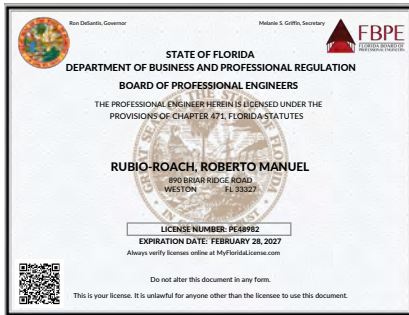 Ron DeSantis, Governor
Melanie S. Griffin, Secretary
FBPE
FLORIDA BOARD OF
PROFESSIONAL ENGINEERS
STATE OF FLORIDA
DEPARTMENT OF BUSINESS AND PROFESSIONAL REGULATION
BOARD OF PROFESSIONAL ENGINEERS
THE PROFESSIONAL ENGINEER HEREIN IS LICENSED UNDER THE
PROVISIONS OF CHAPTER 471, FLORIDA STATUTES
RUBIO-ROACH, ROBERTO MANUEL
890 BRIAR RIDGE ROAD
WESTON FL 33327
LICENSE NUMBER: PE48982
EXPIRATION DATE: FEBRUARY 28, 2027
Always verify licenses online at MyFloridaLicense.com
Do not alter this document in any form.
This is your license. It is unlawful for anyone other than the licensee to use this document.